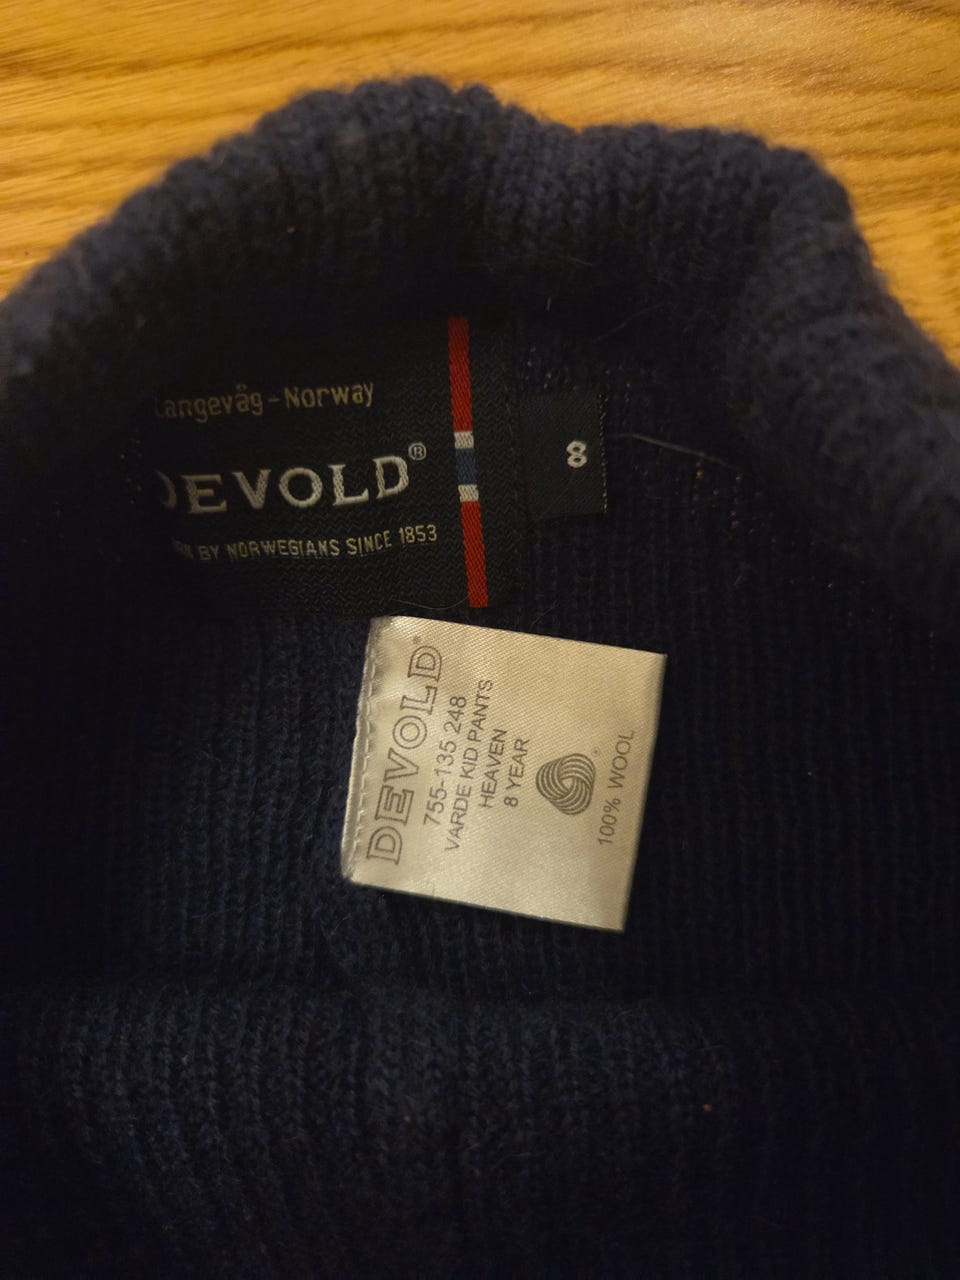 Langevåg - Norway
DEVOLD®
BY NORWEGIANS SINCE 1853
8
DEVOLD®
755-135 248
VARDE KID PANTS
HEAVEN
8 YEAR
100% WOOL